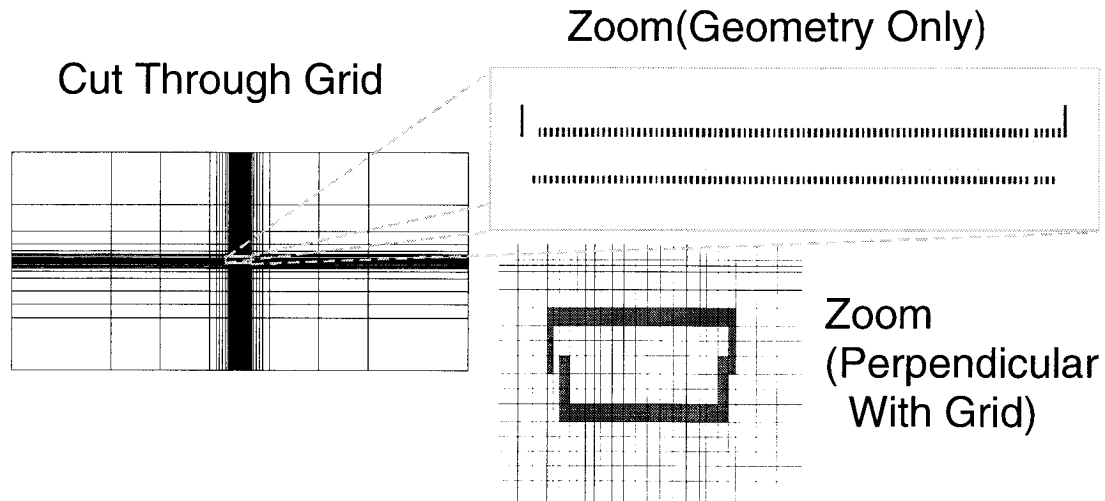 Zoom(Geometry Only)
Cut Through Grid
Zoom
(Perpendicular
With Grid)